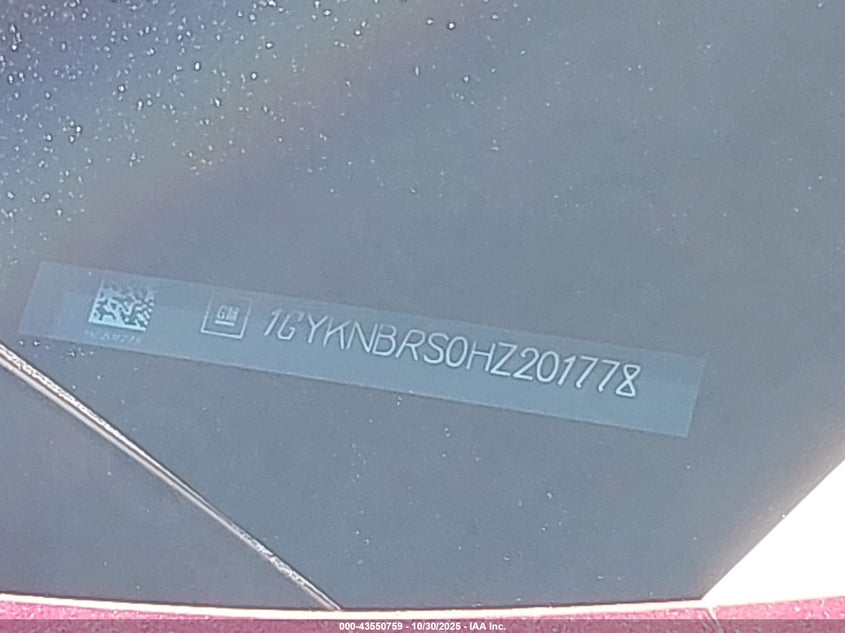 GM
1GYKNBRS0HZ201778
000-43550759 - 10/30/2025 - IAA Inc.